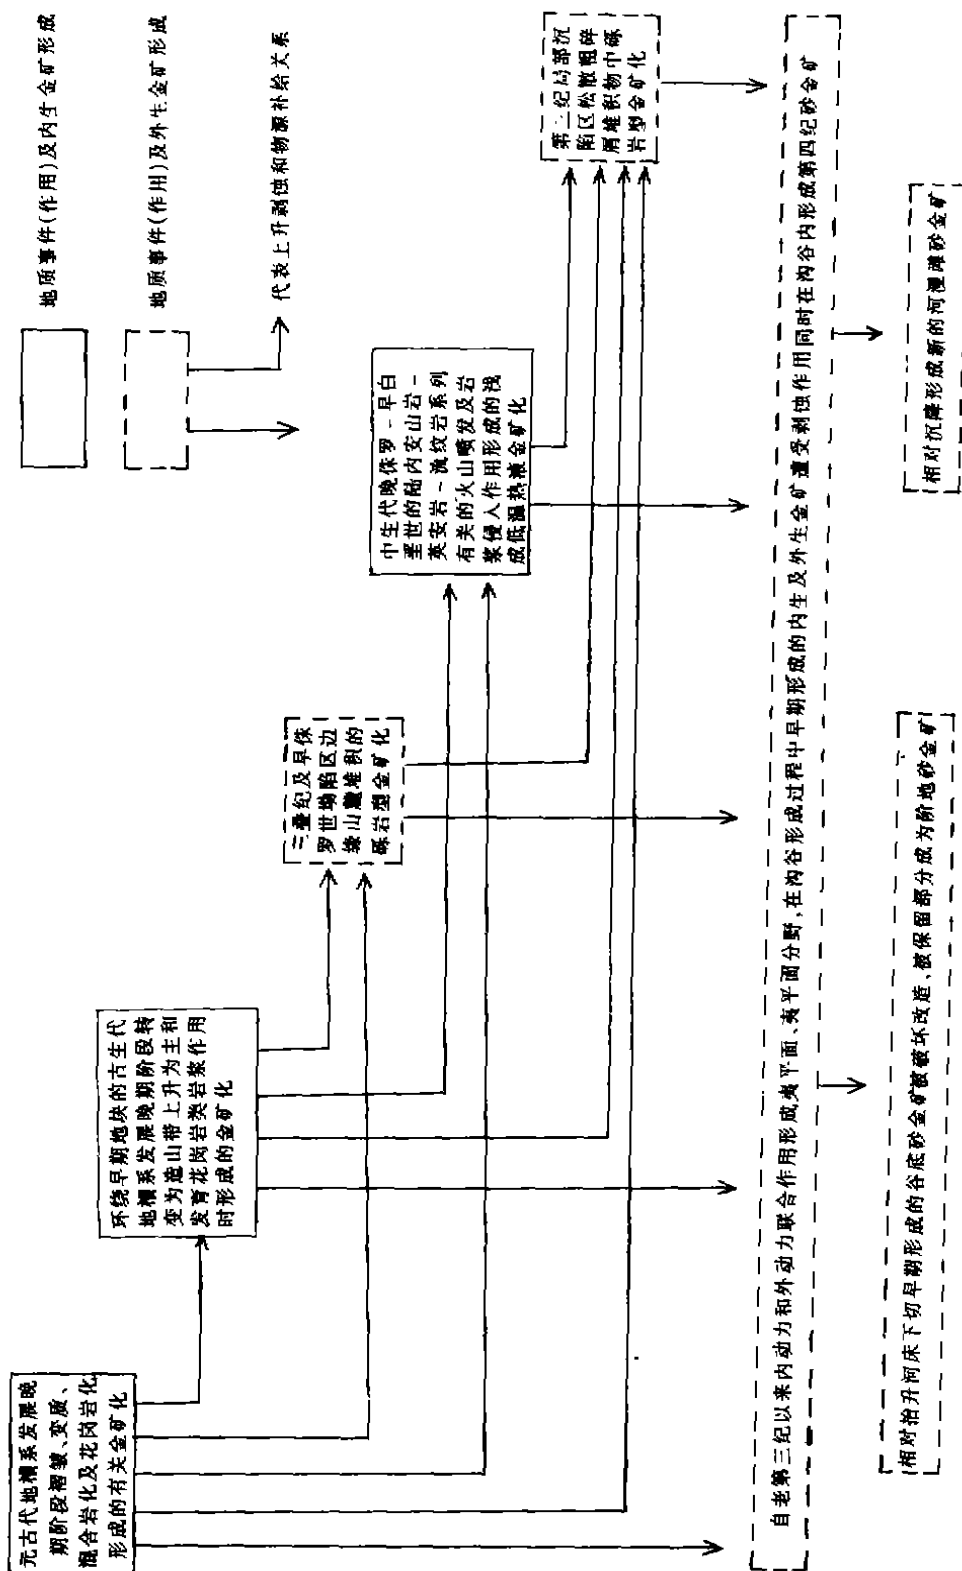 地质事件(作用)及内生金矿形成
地质事件(作用)及外生金矿形成
代表上升剥蚀和物源补给关系
元古代地槽系发展晚
期阶段褶皱、变质、
混合岩化及花岗岩化
形成的有关金矿化
环绕早期地块的古生代
地槽系发展晚期阶段转
变为造山带上升为主和
发育花岗岩类岩浆作用
时形成的金矿化
三叠纪及早侏
罗世坳陷区边
缘山麓堆积的
砾岩型金矿化
中生代晚侏罗-早白
垩世的陆内安山岩-
英安岩-流纹岩系列
有关的火山喷发及岩
浆侵入作用形成的浅
成低温热液金矿化
第三纪局部沉
陷区松散粗碎
屑堆积物中砾
岩型金矿化
自老第三纪以来内动力和外动力联合作用形成夷平面、夷平面分野,在沟谷形成过程中早期形成的内生及外生金矿遭受剥蚀作用同时在沟谷内形成第四纪砂金矿
相对抬升河床下切早期形成的谷底砂金矿被破坏改造、被保留部分成为阶地砂金矿
相对沉降形成新的河漫滩砂金矿